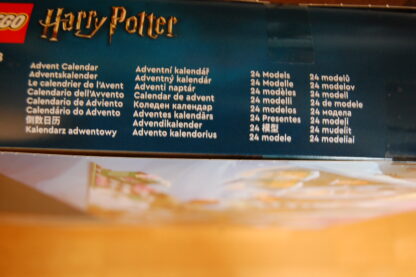 LEGO Harry Potter
Advent Calendar
Adventskalender
Le calendrier de l'Avent
Calendario dell'Avvento
Calendario de Adviento
Calendário do Advento
倒数日历
Kalendarz adwentowy
Adventní kalendář
Adventný kalendár
Adventi naptár
Calendar de advent
Коледен календар
Adventes kalendārs
Advendikalender
Advento kalendorius
24 Models
24 Modelle
24 modèles
24 modelli
24 modelos
24 Presentes
24 模型
24 modele
24 modelů
24 modelov
24 modell
24 de modele
24 модела
24 modeļi
24 mudelit
24 modeliai